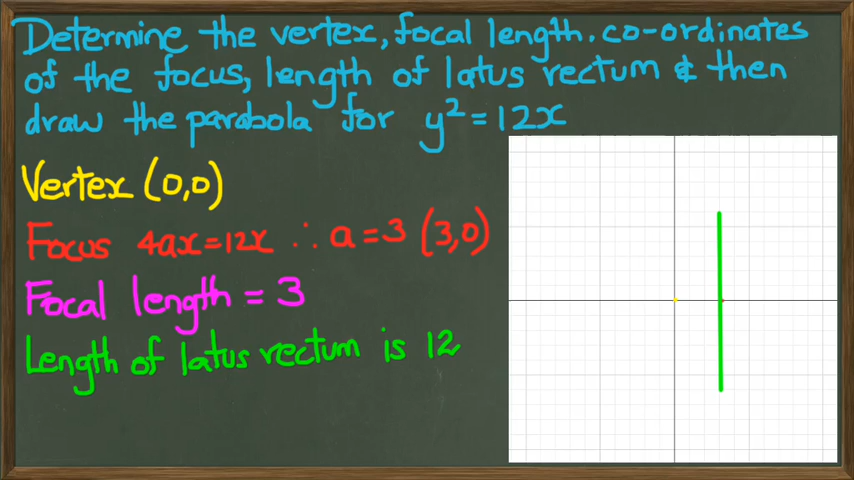 Determine the vertex, focal length. co-ordinates
of the focus, length of latus rectum & then
draw the parabola for y² = 12x
Vertex (0,0)
Focus 4ax = 12x ∴ a = 3 (3,0)
Focal length = 3
Length of latus rectum is 12